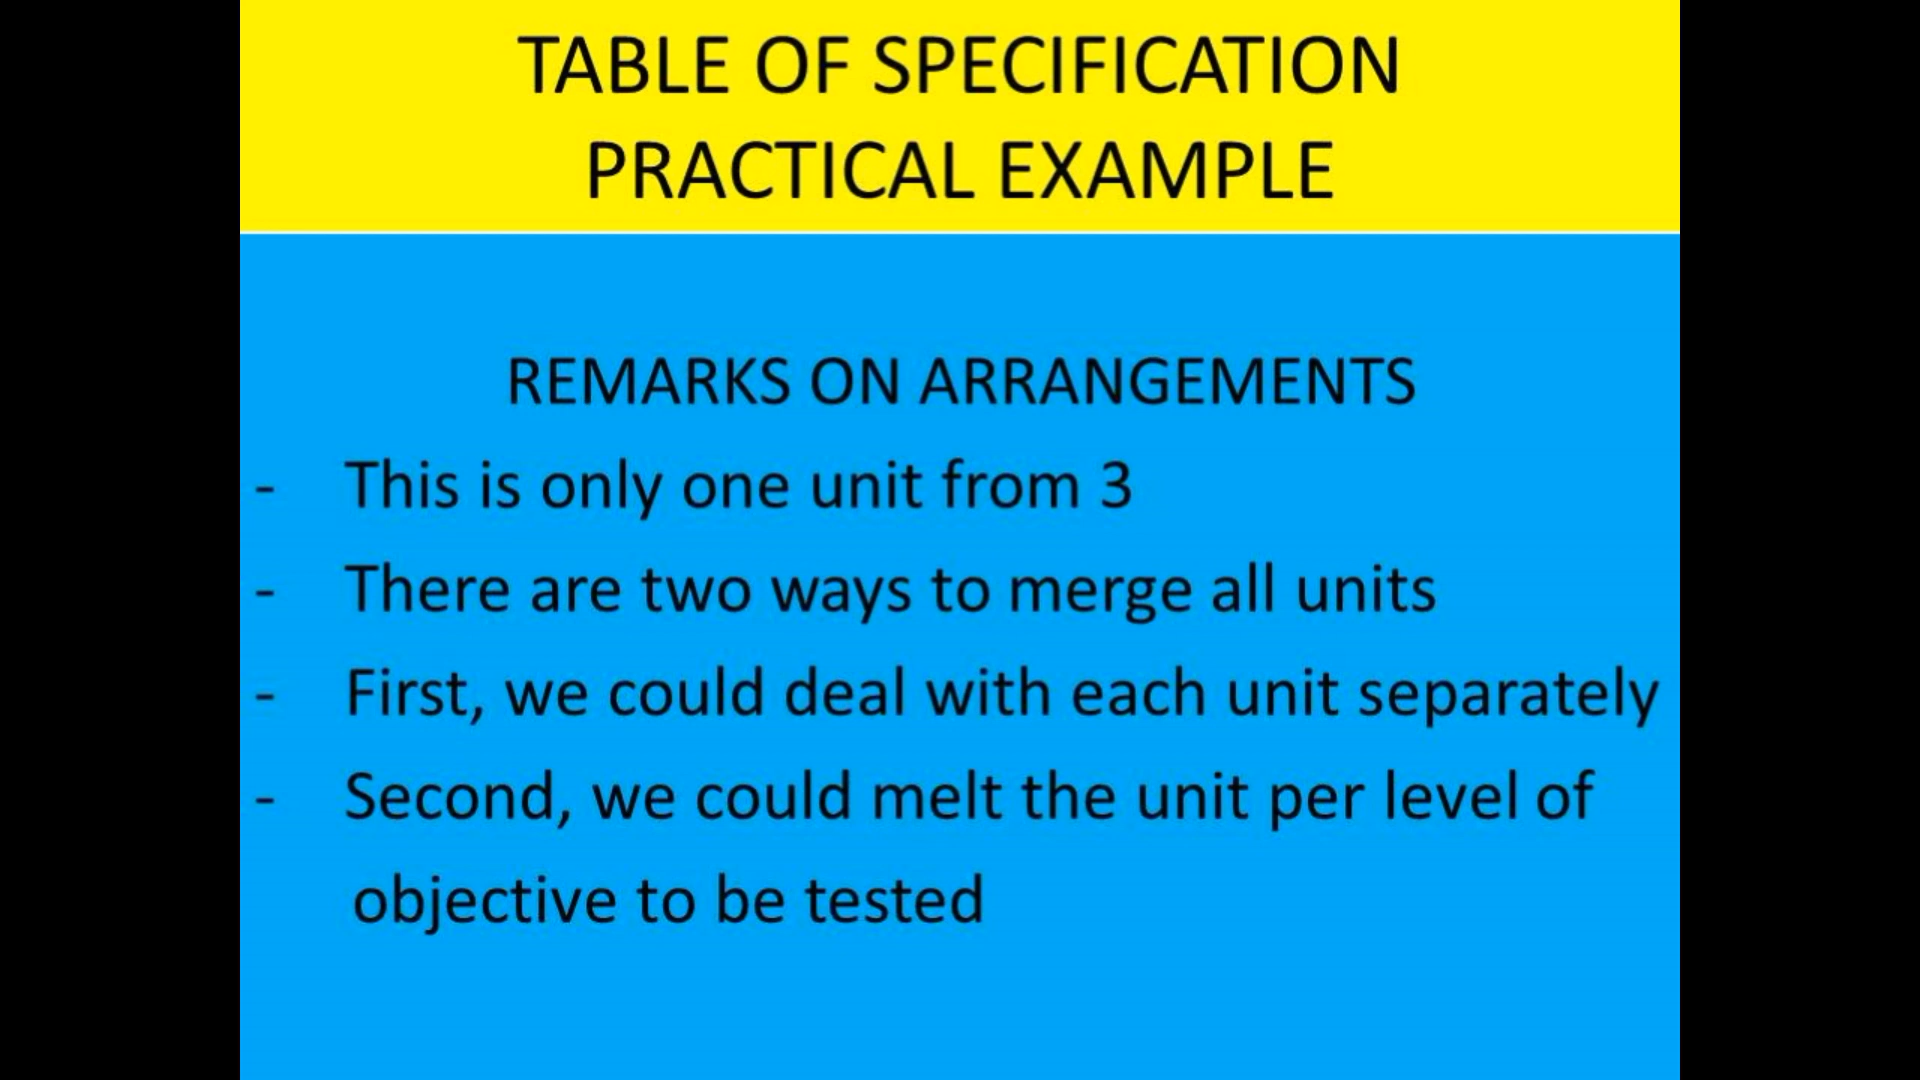 TABLE OF SPECIFICATION
PRACTICAL EXAMPLE
REMARKS ON ARRANGEMENTS
- This is only one unit from 3
- There are two ways to merge all units
- First, we could deal with each unit separately
- Second, we could melt the unit per level of
objective to be tested